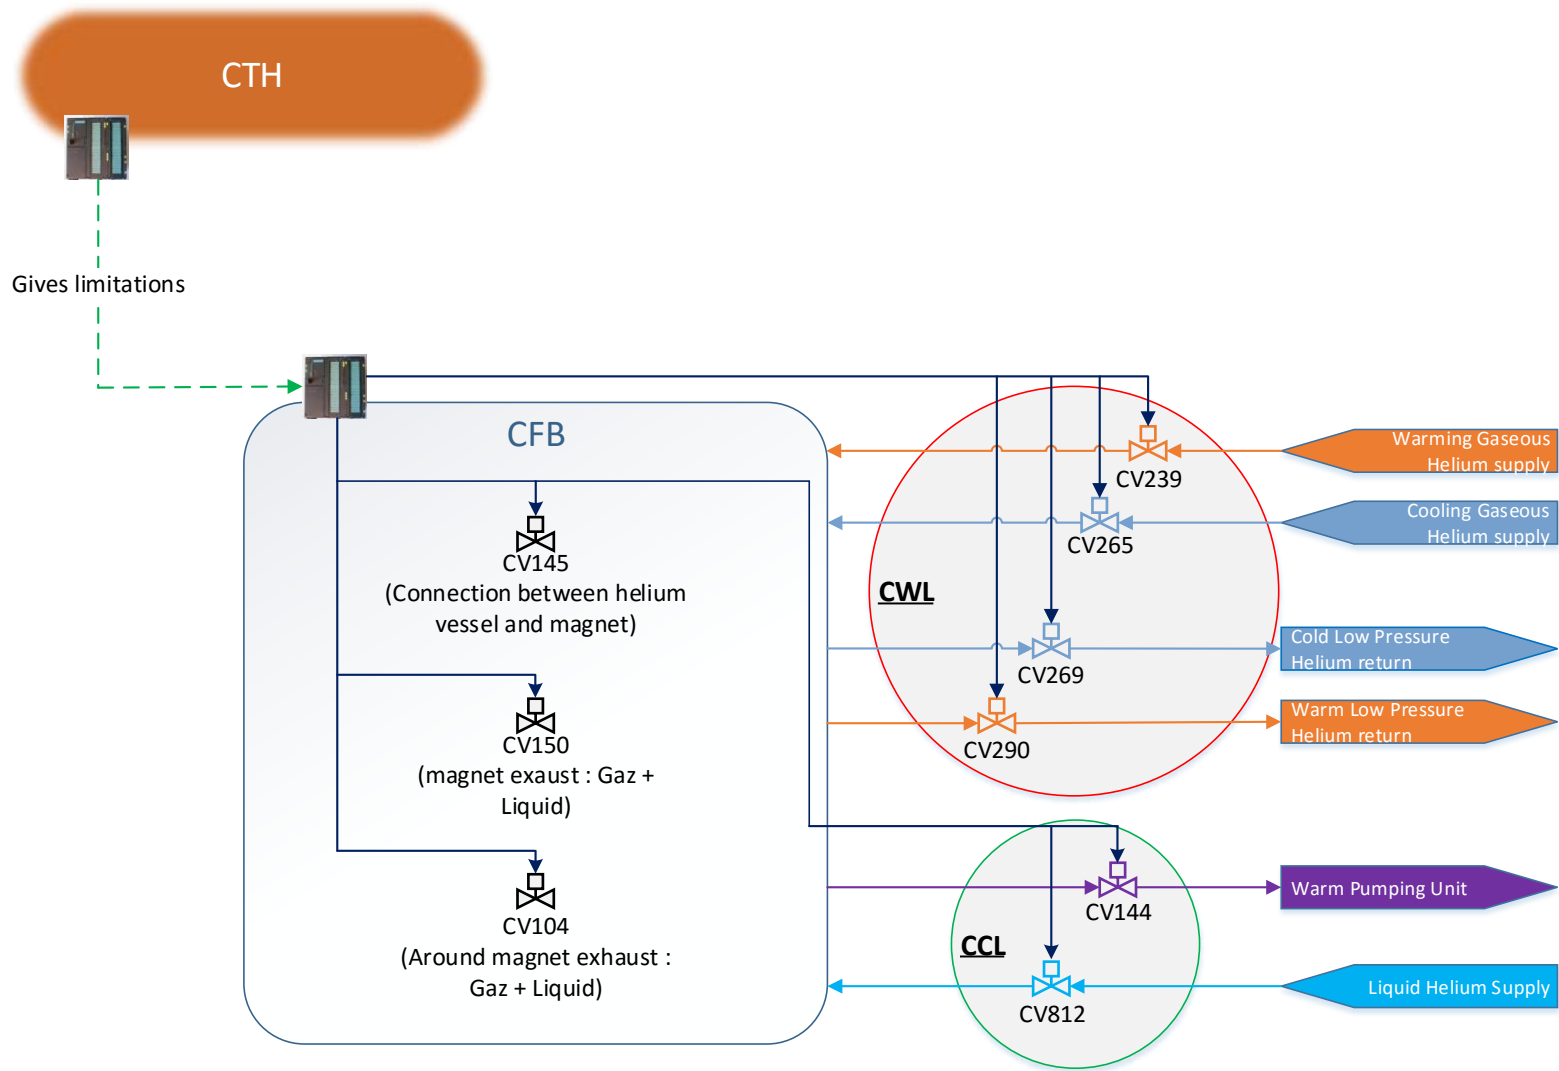 CTH
Gives limitations
CFB
Warming Gaseous
Helium supply
CV239
Cooling Gaseous
Helium supply
CV265
CV145
(Connection between helium
vessel and magnet)
CWL
Cold Low Pressure
Helium return
CV269
Warm Low Pressure
Helium return
CV290
CV150
(magnet exaust : Gaz +
Liquid)
Warm Pumping Unit
CV144
CV104
(Around magnet exhaust :
Gaz + Liquid)
CCL
Liquid Helium Supply
CV812